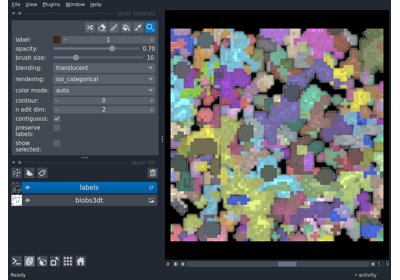 File View Plugins Window Help
layer controls
label: 1
opacity: 0.70
brush size: 10
blending: translucent
rendering: iso_categorical
color mode: auto
contour: 0
n edit dim: 2
contiguous:
preserve
labels:
show
selected:
layer list
labels
blobs3dt
Ready
activity